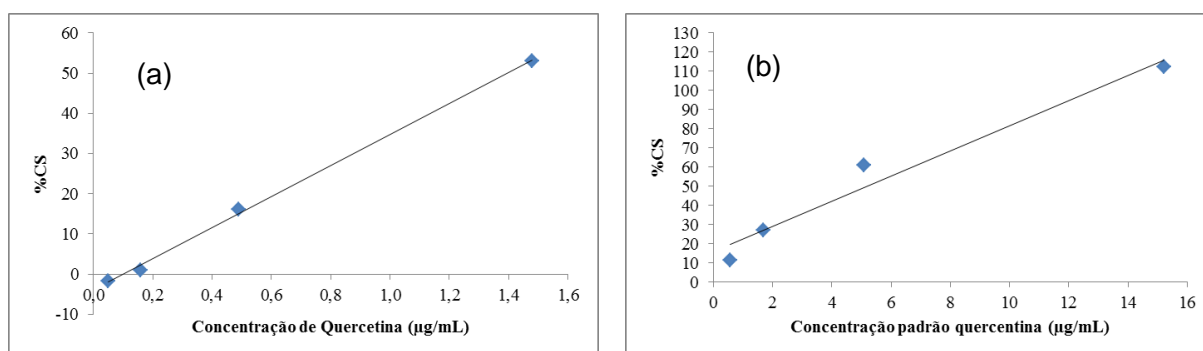 (a)
%CS
60
50
40
30
20
10
0
-10
0,0 0,2 0,4 0,6 0,8 1,0 1,2 1,4 1,6
Concentração de Quercetina (µg/mL)
(b)
%CS
130
120
110
100
90
80
70
60
50
40
30
20
10
0
0 2 4 6 8 10 12 14 16
Concentração padrão quercentina (µg/mL)